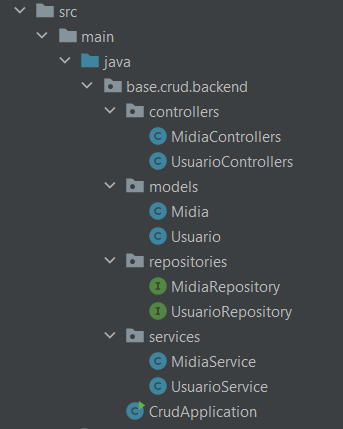 src
main
java
base.crud.backend
controllers
C MidiaControllers
C UsuarioControllers
models
C Midia
C Usuario
repositories
I MidiaRepository
I UsuarioRepository
services
C MidiaService
C UsuarioService
C CrudApplication